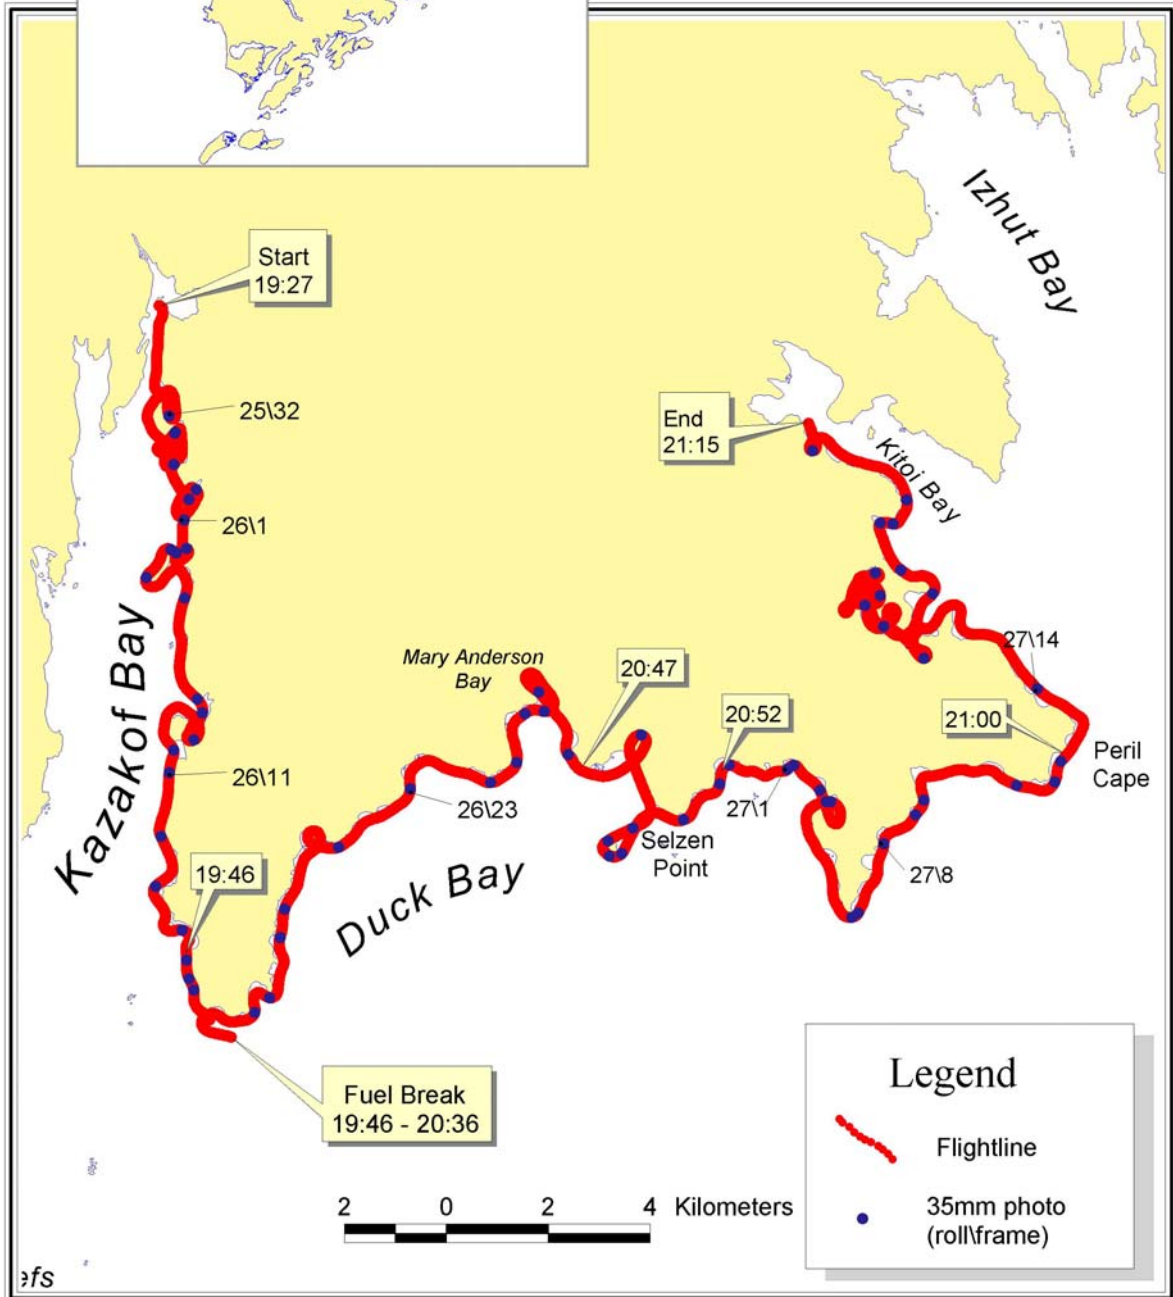 Izhut Bay
Start
19:27
25\32
End
21:15
Kitoi Bay
26\1
Kazakof Bay
Mary Anderson
Bay
20:47
27\14
20:52
21:00
Peril
Cape
26\11
26\23
27\1
Selzen
Point
19:46
27\8
Duck Bay
Fuel Break
19:46 - 20:36
Legend
Flightline
35mm photo
(roll\frame)
2 0 2 4 Kilometers
efs